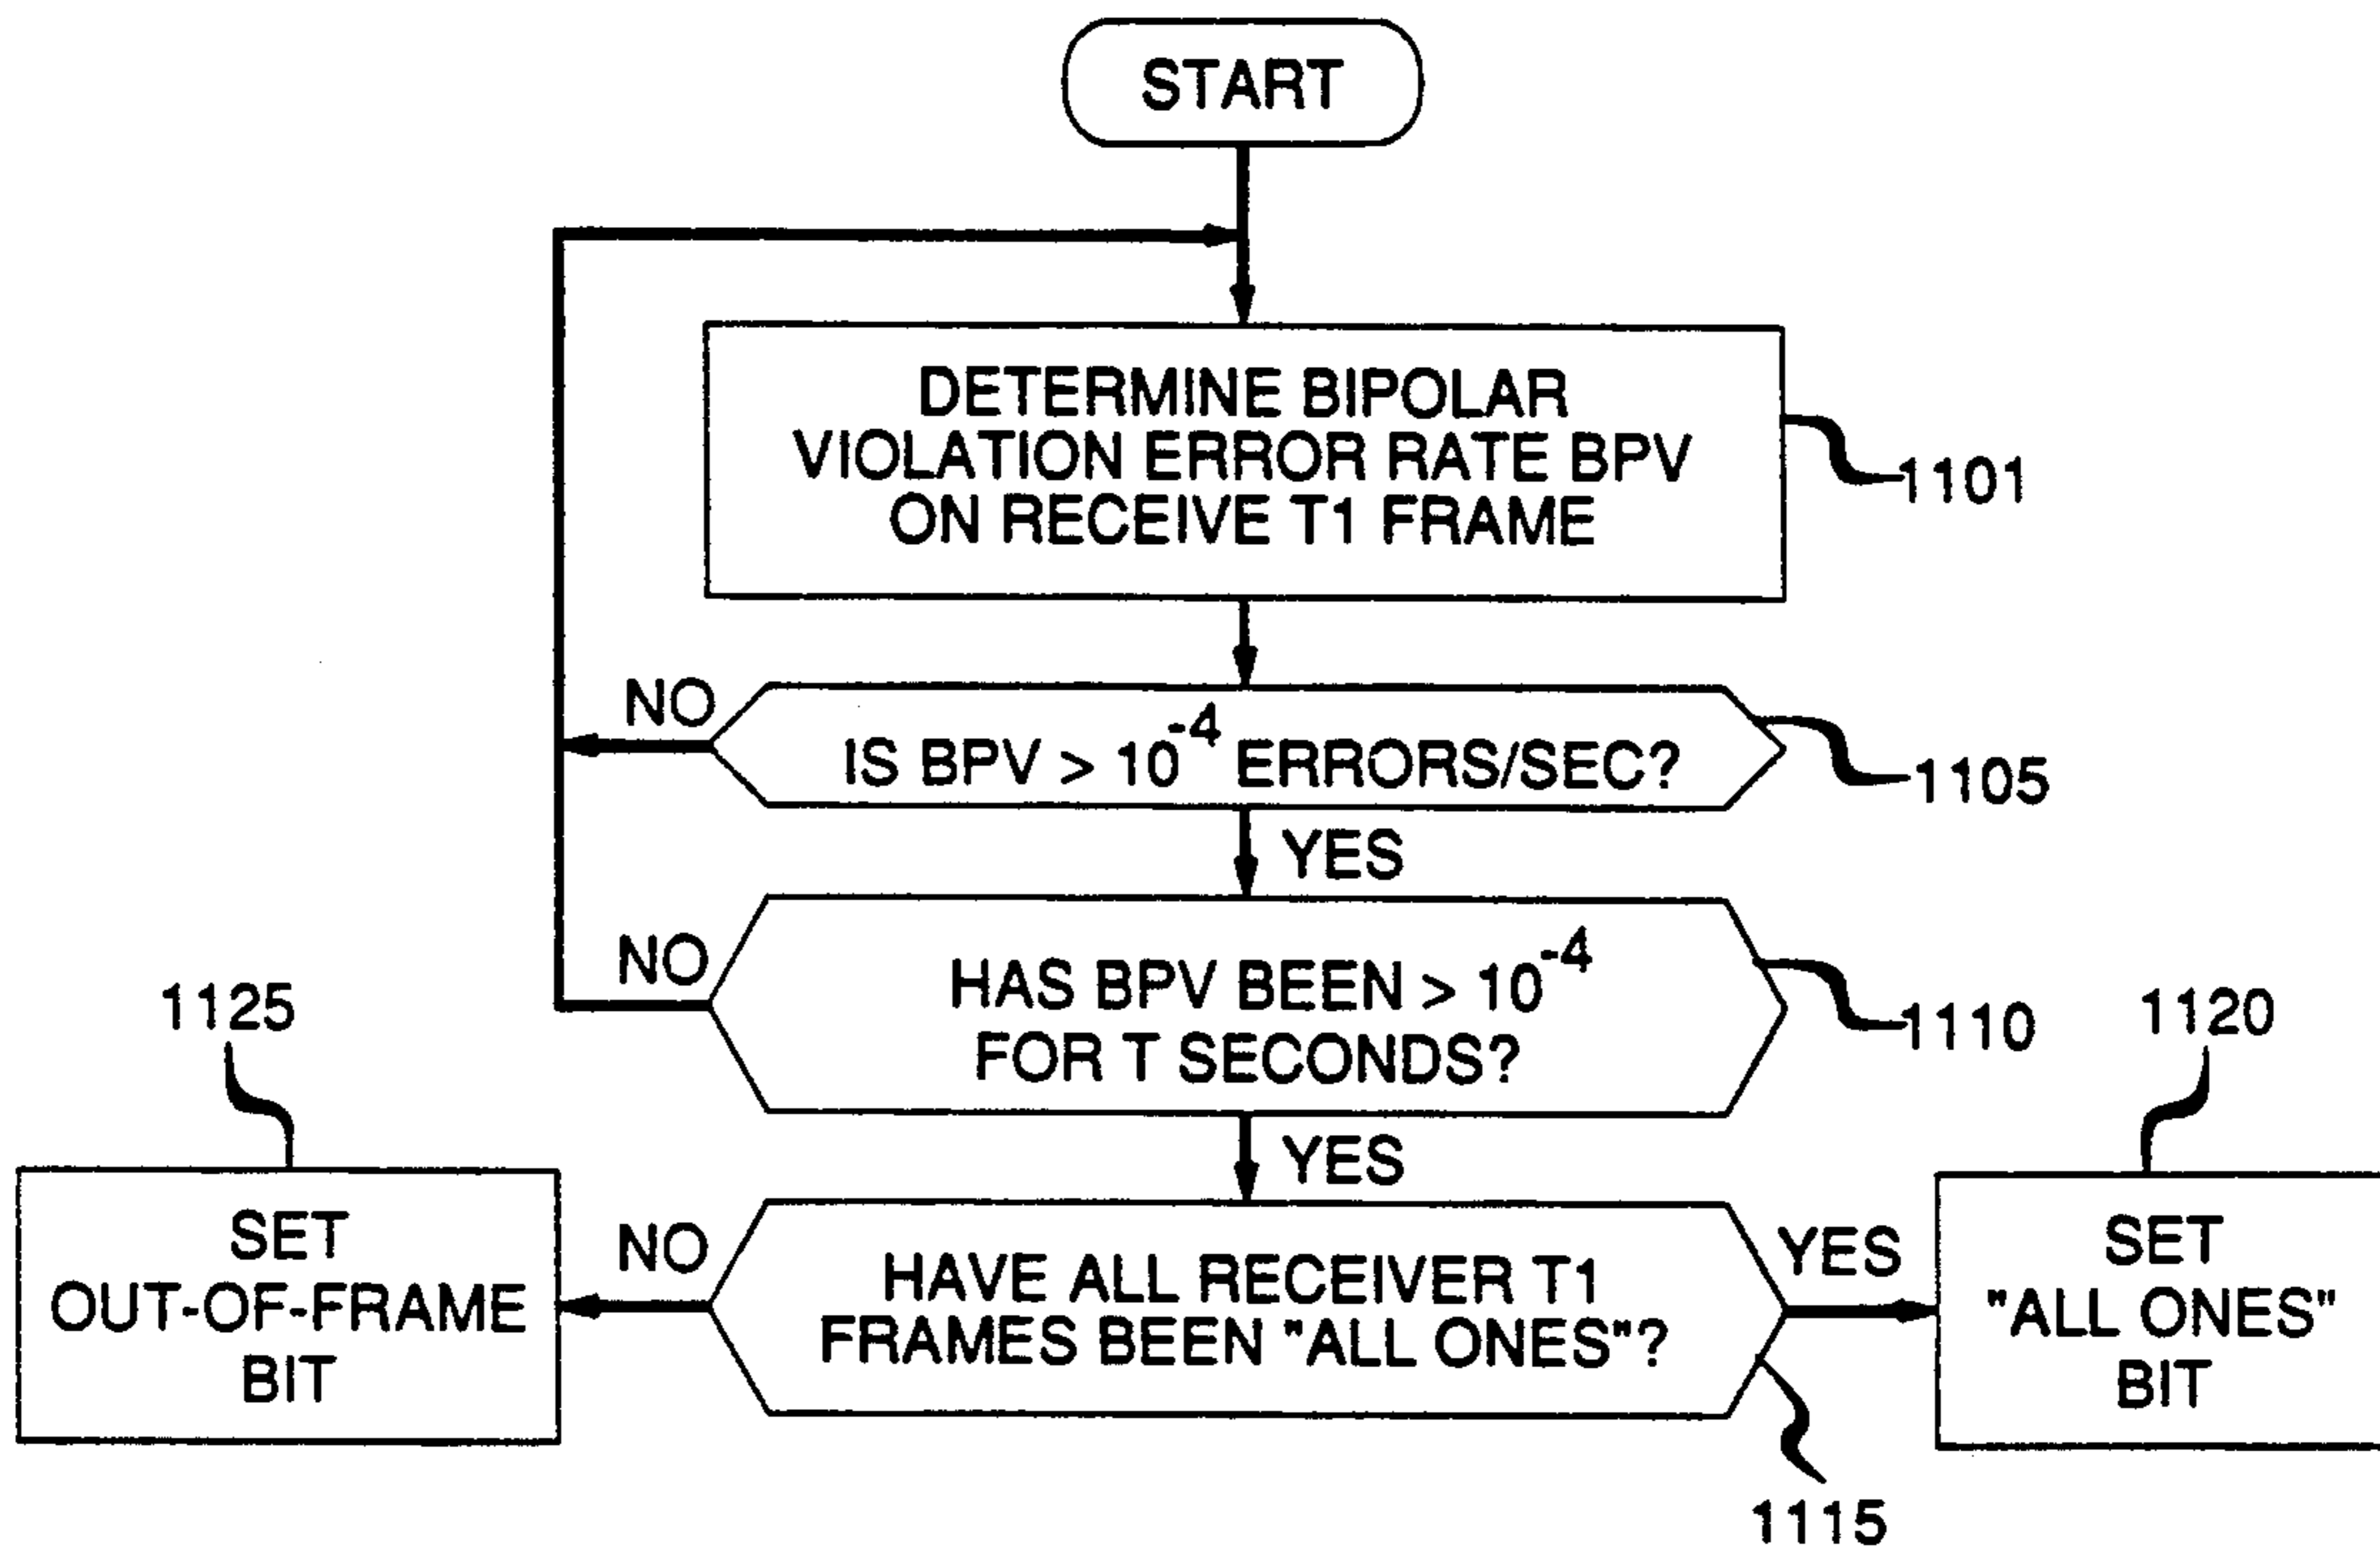 START
DETERMINE BIPOLAR
VIOLATION ERROR RATE BPV
ON RECEIVE T1 FRAME
1101
NO
IS BPV > 10⁻⁴ ERRORS/SEC?
1105
YES
NO
HAS BPV BEEN > 10⁻⁴
FOR T SECONDS?
1110
1125
1120
YES
SET
OUT-OF-FRAME
BIT
NO
HAVE ALL RECEIVER T1
FRAMES BEEN "ALL ONES"?
YES
SET
"ALL ONES"
BIT
1115